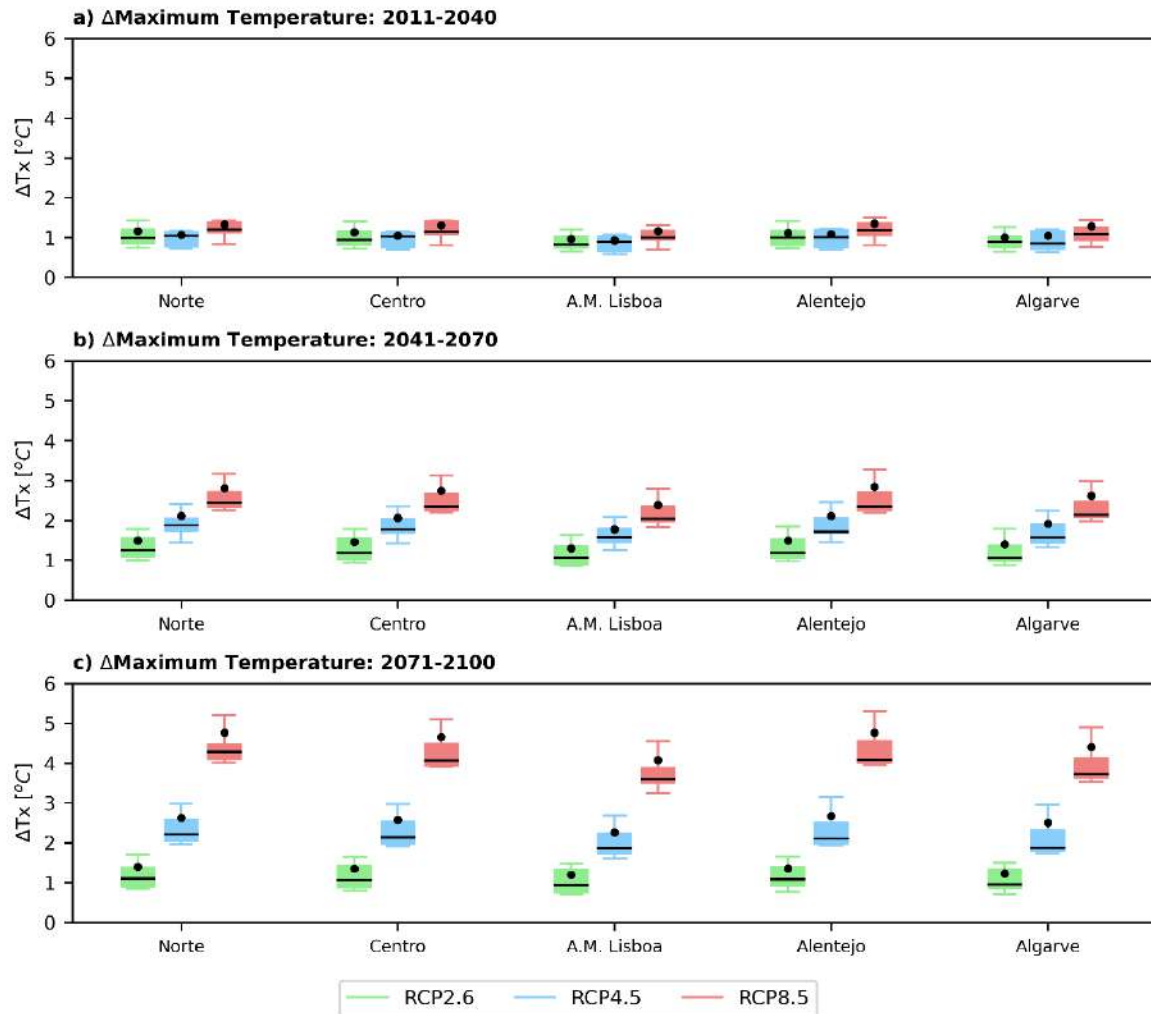 a) ΔMaximum Temperature: 2011-2040
6
5
4
3
2
1
0
ΔTx [°C]
Norte Centro A.M. Lisboa Alentejo Algarve
b) ΔMaximum Temperature: 2041-2070
6
5
4
3
2
1
0
ΔTx [°C]
Norte Centro A.M. Lisboa Alentejo Algarve
c) ΔMaximum Temperature: 2071-2100
6
5
4
3
2
1
0
ΔTx [°C]
Norte Centro A.M. Lisboa Alentejo Algarve
RCP2.6 RCP4.5 RCP8.5